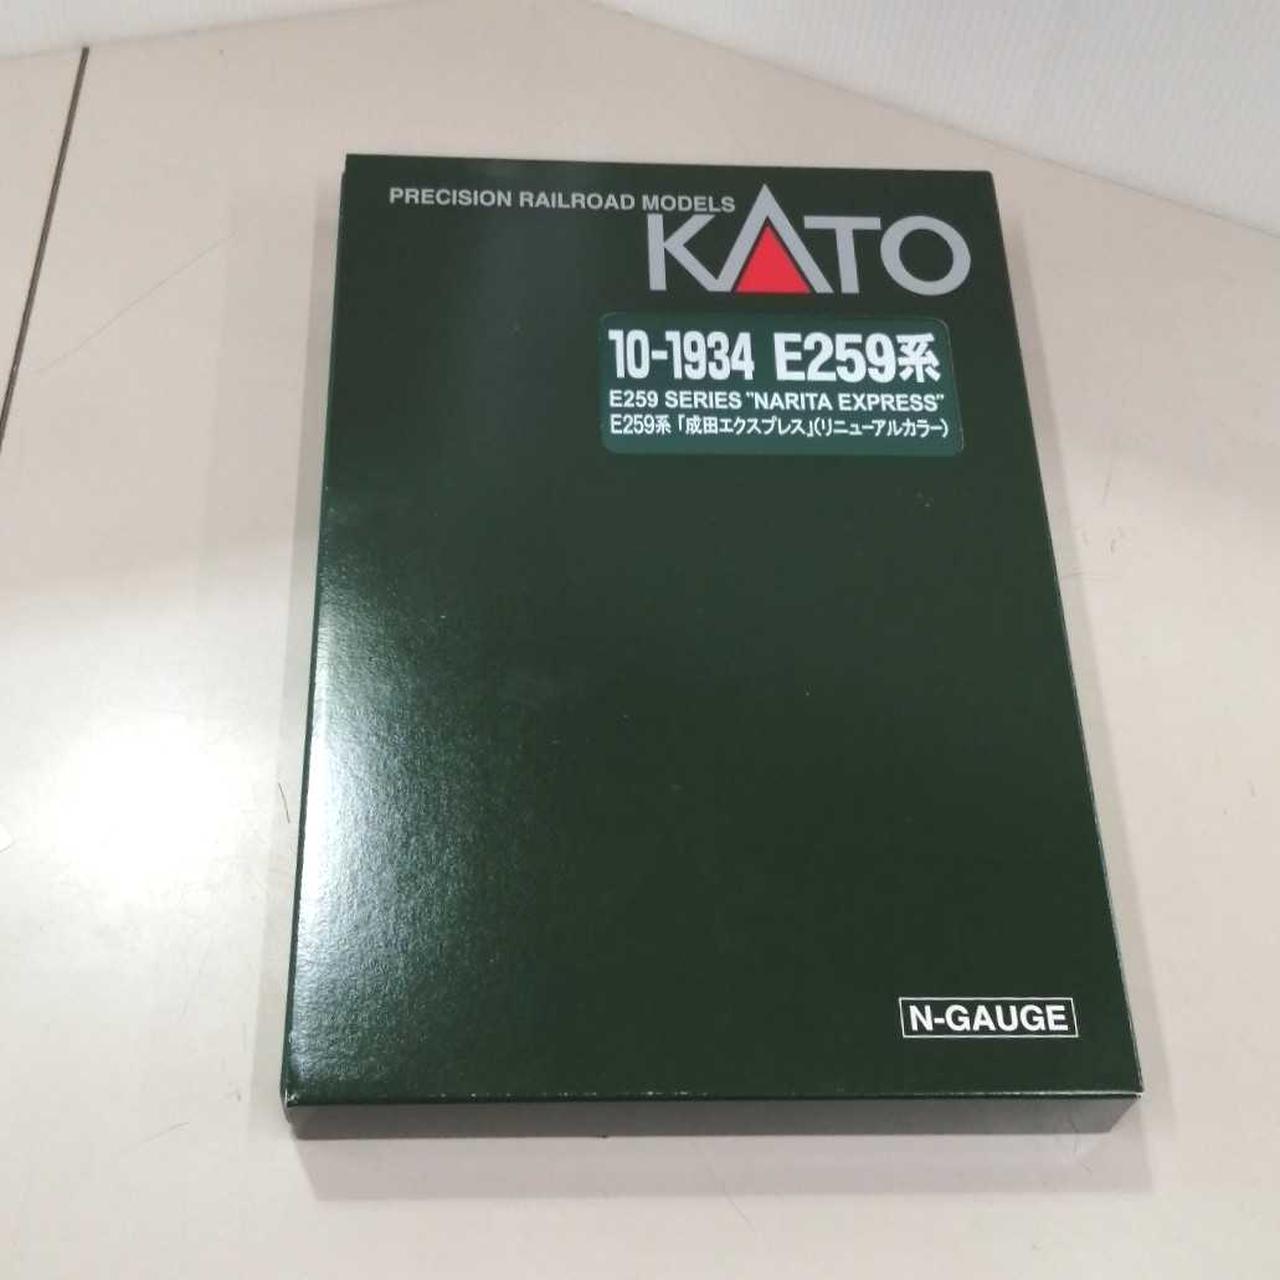 PRECISION RAILROAD MODELS
KATO
10-1934 E259系
E259 SERIES "NARITA EXPRESS"
E259系「成田エクスプレス」(リニューアルカラー)
N-GAUGE